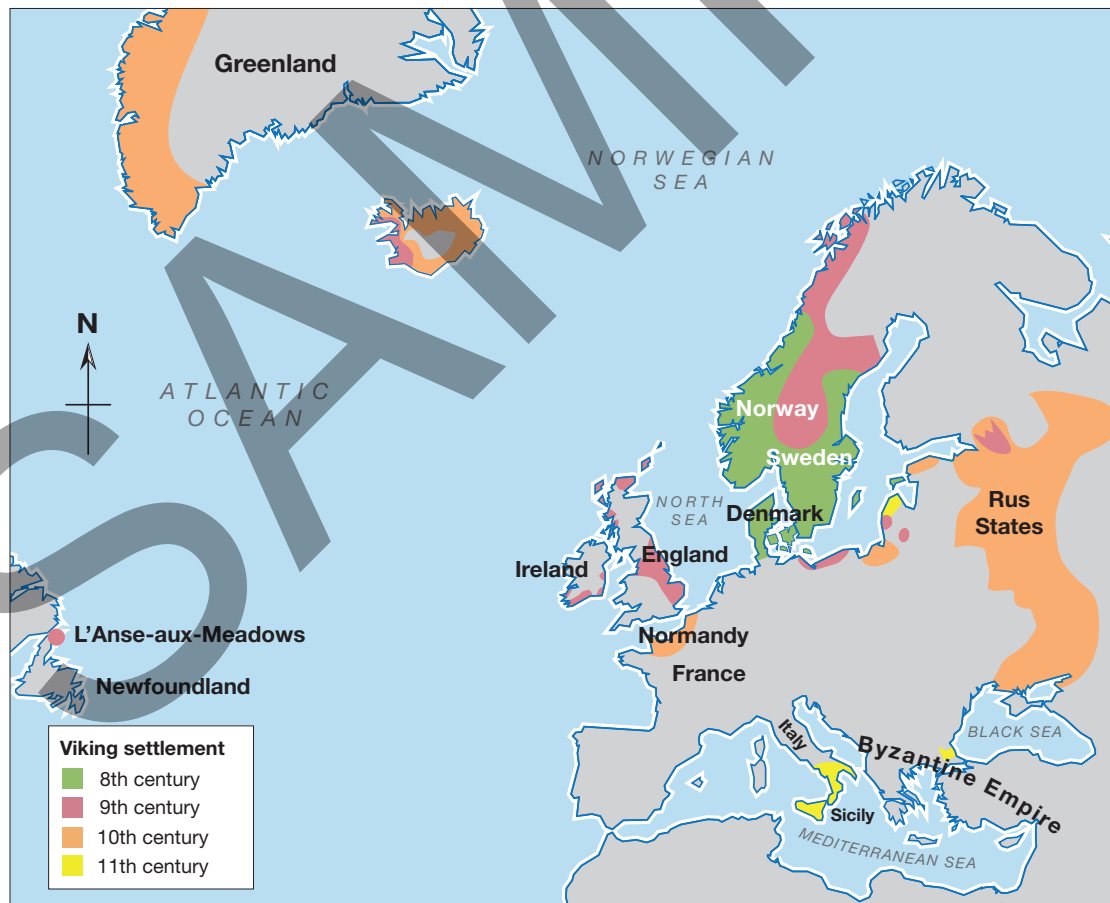 Greenland
NORWEGIAN
SEA
N
ATLANTIC
OCEAN
Norway
Sweden
NORTH
SEA
Denmark
Rus
States
England
Ireland
L'Anse-aux-Meadows
Normandy
Newfoundland
France
Viking settlement
8th century
9th century
10th century
11th century
Italy
BLACK SEA
Byzantine Empire
Sicily
MEDITERRANEAN SEA